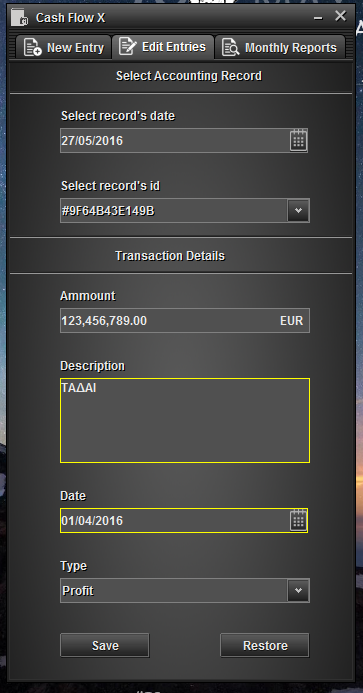 Cash Flow X
New Entry
Edit Entries
Monthly Reports
Select Accounting Record
Select record's date
27/05/2016
Select record's id
#9F64B43E149B
Transaction Details
Ammount
123,456,789.00 EUR
Description
ΤΑΔΑΙ
Date
01/04/2016
Type
Profit
Save
Restore